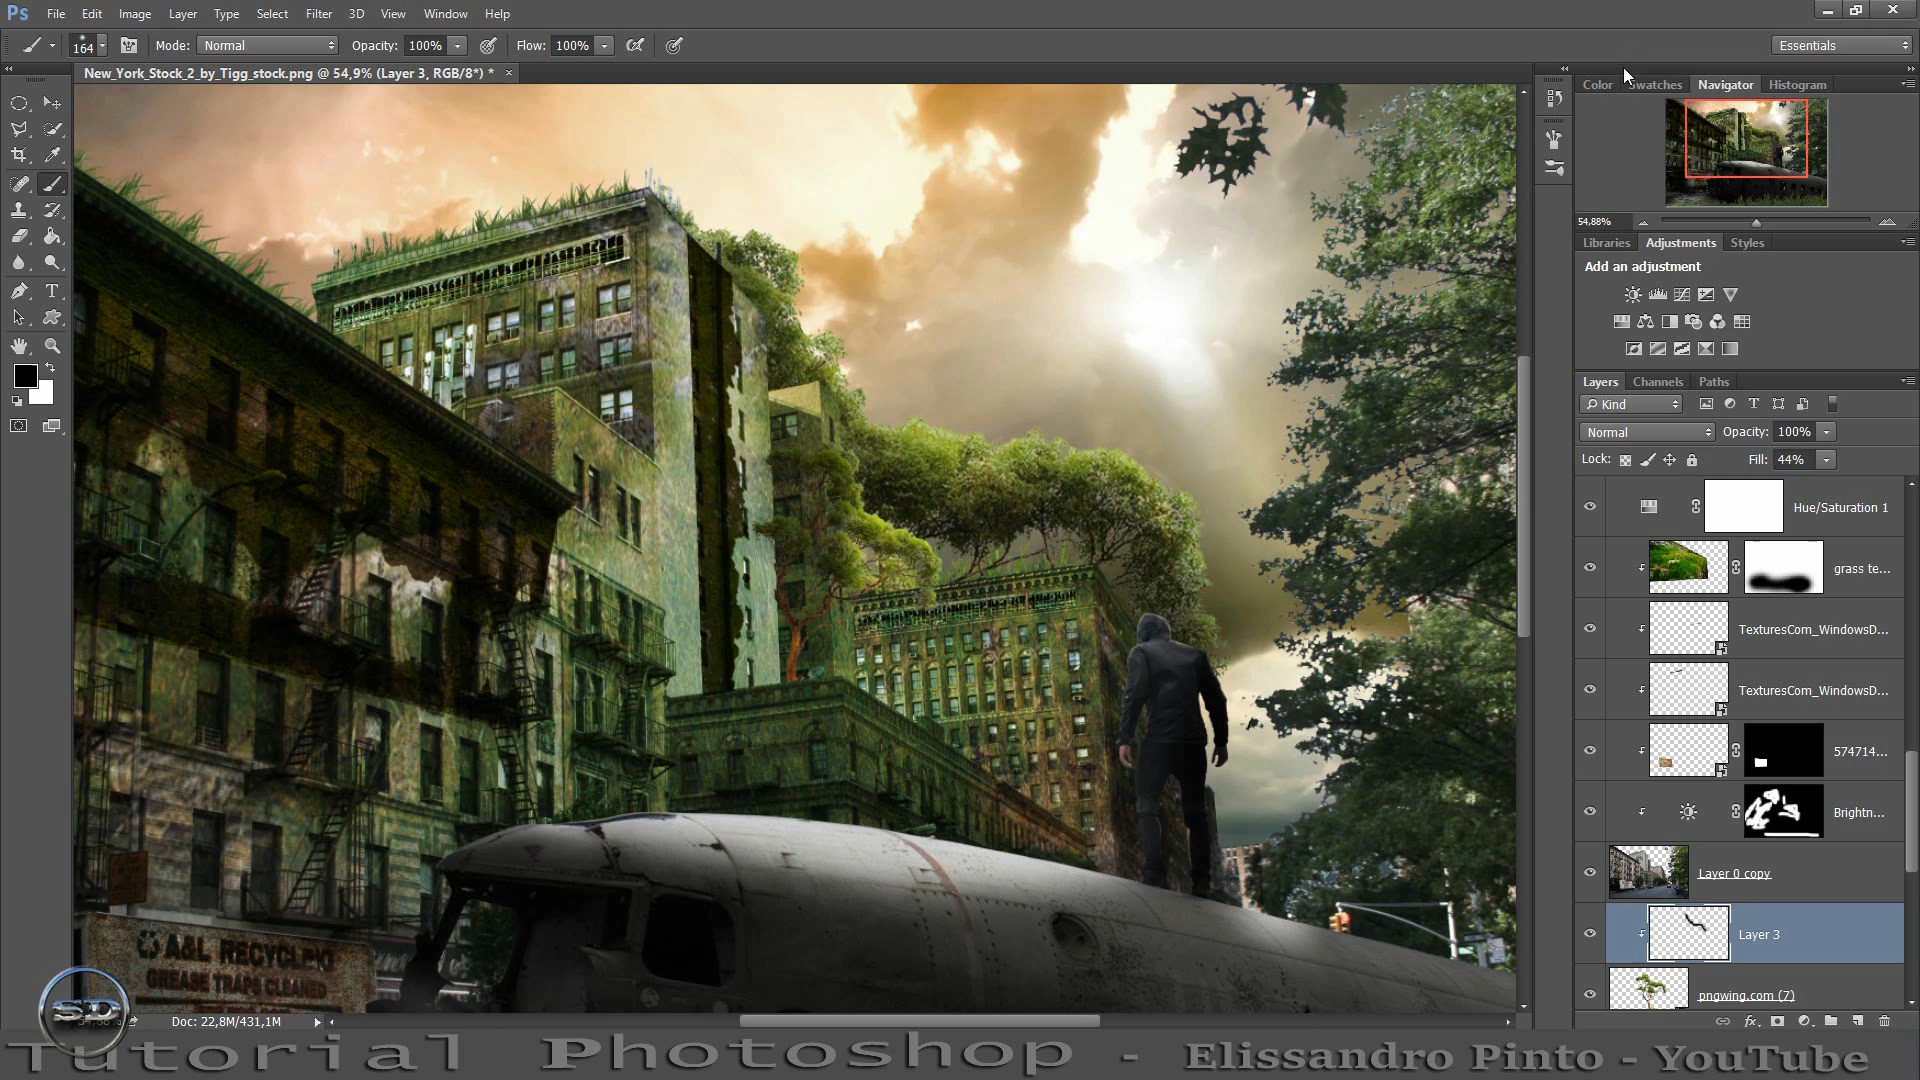 Ps File Edit Image Layer Type Select Filter 3D View Window Help
164 Mode: Normal Opacity: 100% Flow: 100% Essentials
New_York_Stock_2_by_Tigg_stock.png @ 54,9% (Layer 3, RGB/8*) *
Color Swatches Navigator Histogram
54,88%
Libraries Adjustments Styles
Add an adjustment
Layers Channels Paths
Kind
Normal Opacity: 100%
Lock: Fill: 44%
Hue/Saturation 1
grass te...
TexturesCom_WindowsD...
TexturesCom_WindowsD...
574714...
Brightn...
Layer 0 copy
Layer 3
pngwing.com (7)
A&L RECYCLING
GREASE TRAPS CLEANED
SD
54,88% Doc: 22,8M/431,1M
Tutorial Photoshop - Elissandro Pinto - YouTube